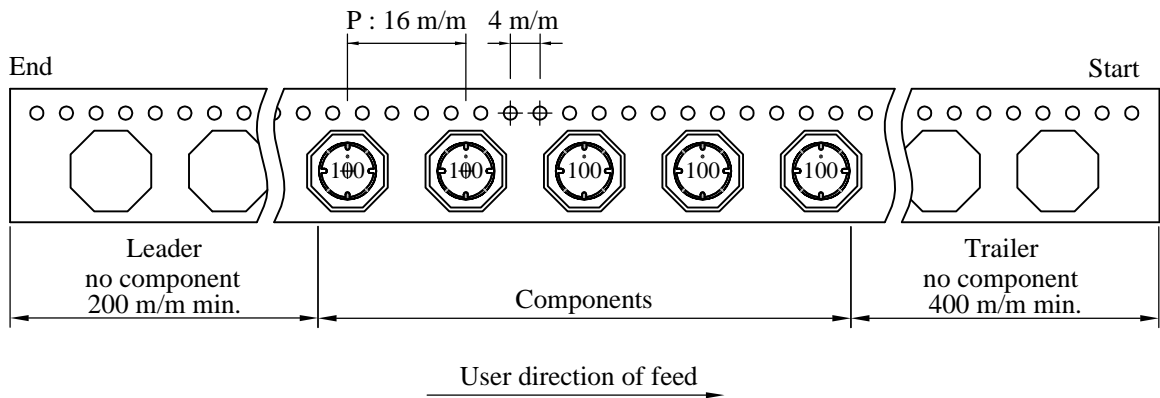 P : 16 m/m 4 m/m
End Start
100 100 100 100 100
Leader Trailer
no component no component
200 m/m min. Components 400 m/m min.
User direction of feed